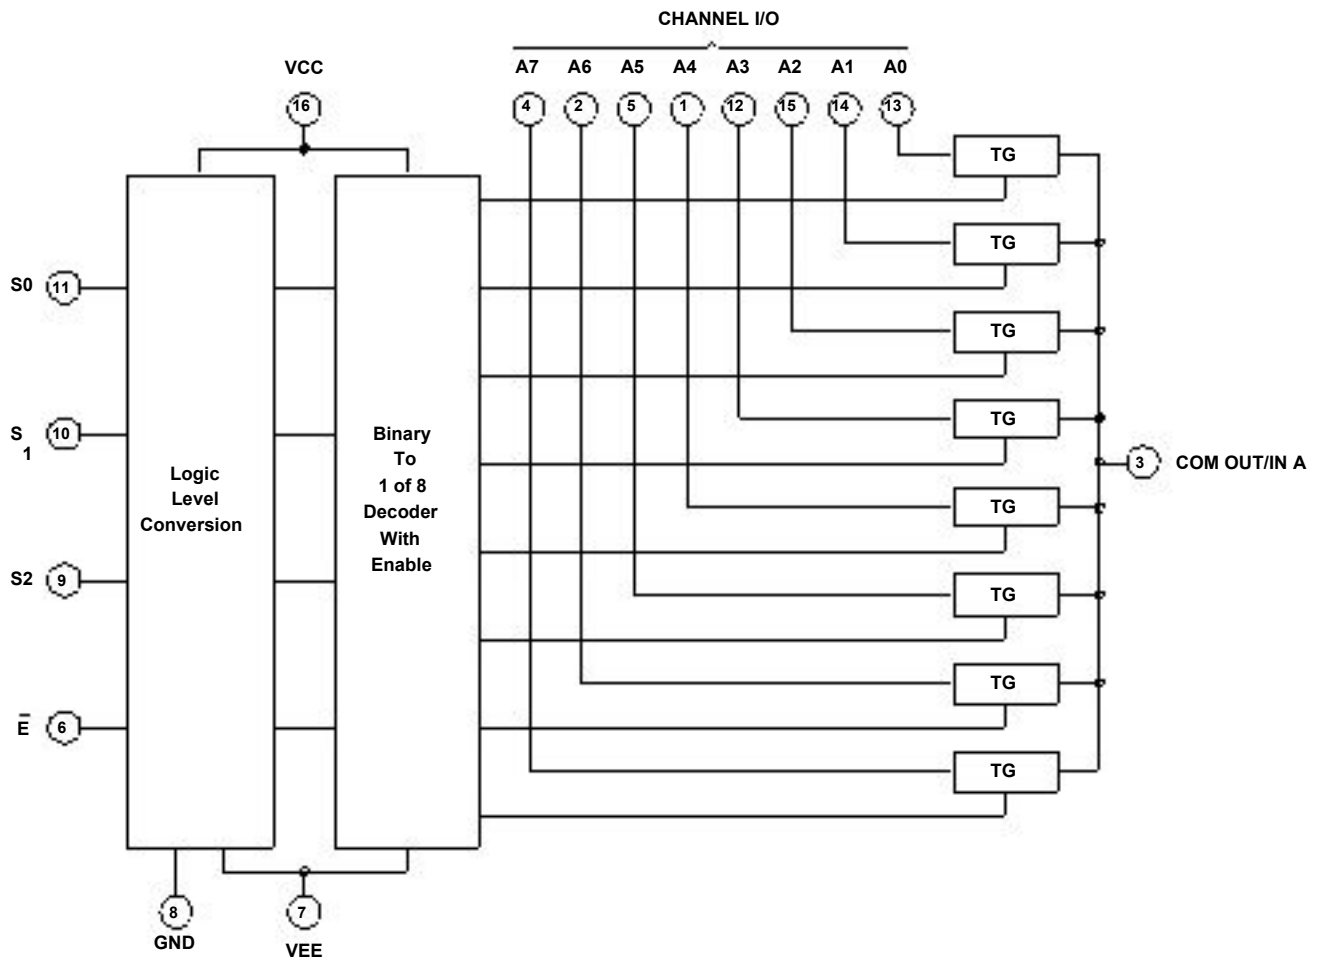 CHANNEL I/O
VCC
A7 A6 A5 A4 A3 A2 A1 A0
16 4 2 5 1 12 15 14 13
TG
TG
S0 11
TG
TG
S1 10
Binary
To
1 of 8
Decoder
With
Enable
Logic
Level
Conversion
3 COM OUT/IN A
TG
S2 9
TG
TG
E̅ 6
TG
8
GND
7
VEE